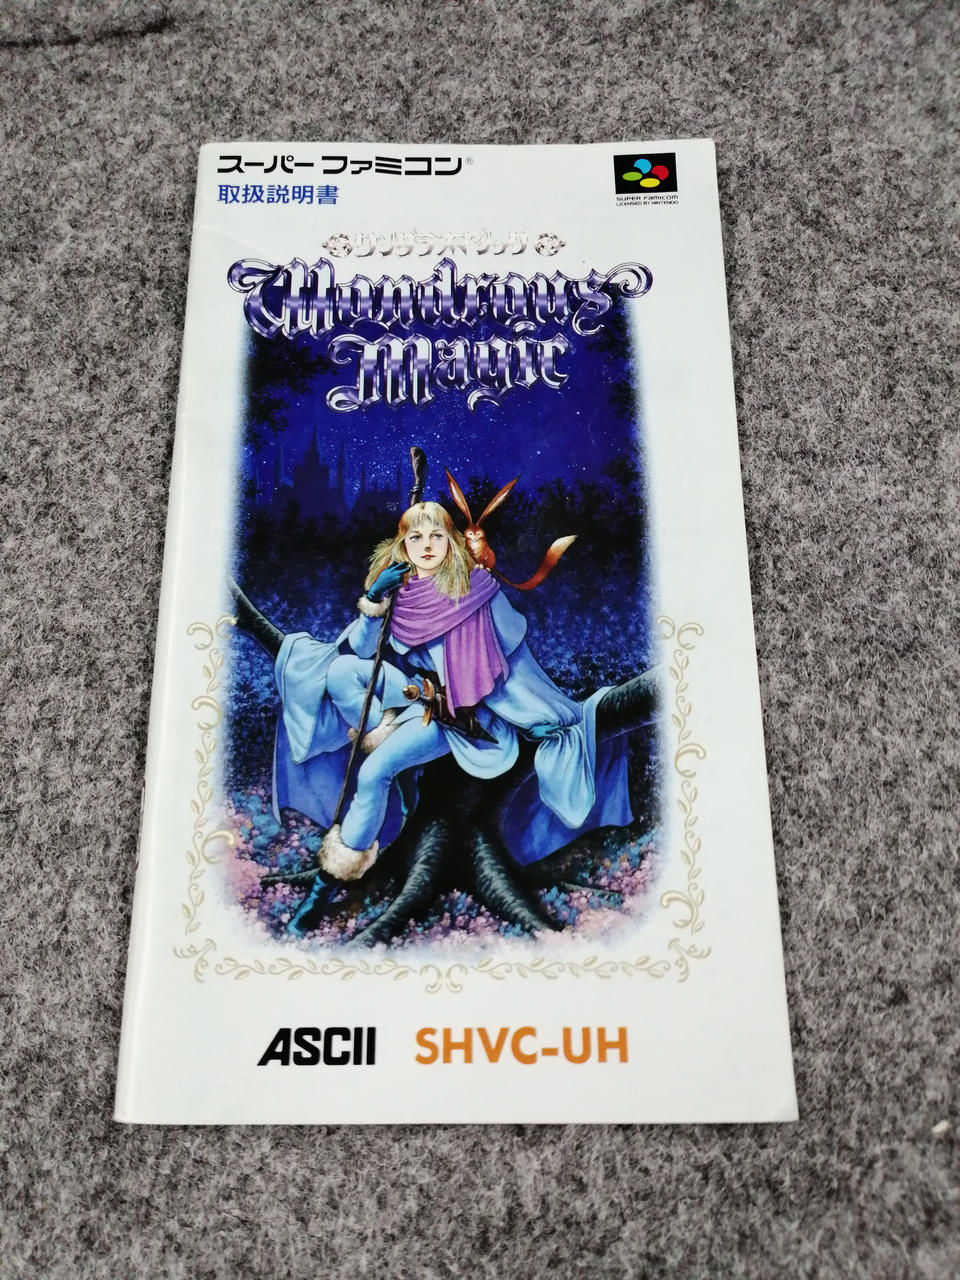 スーパーファミコン®
取扱説明書
SUPER FAMICOM
LICENSED BY NINTENDO
ワンダラスマジック
Wondrous
Magic
ASCII SHVC-UH